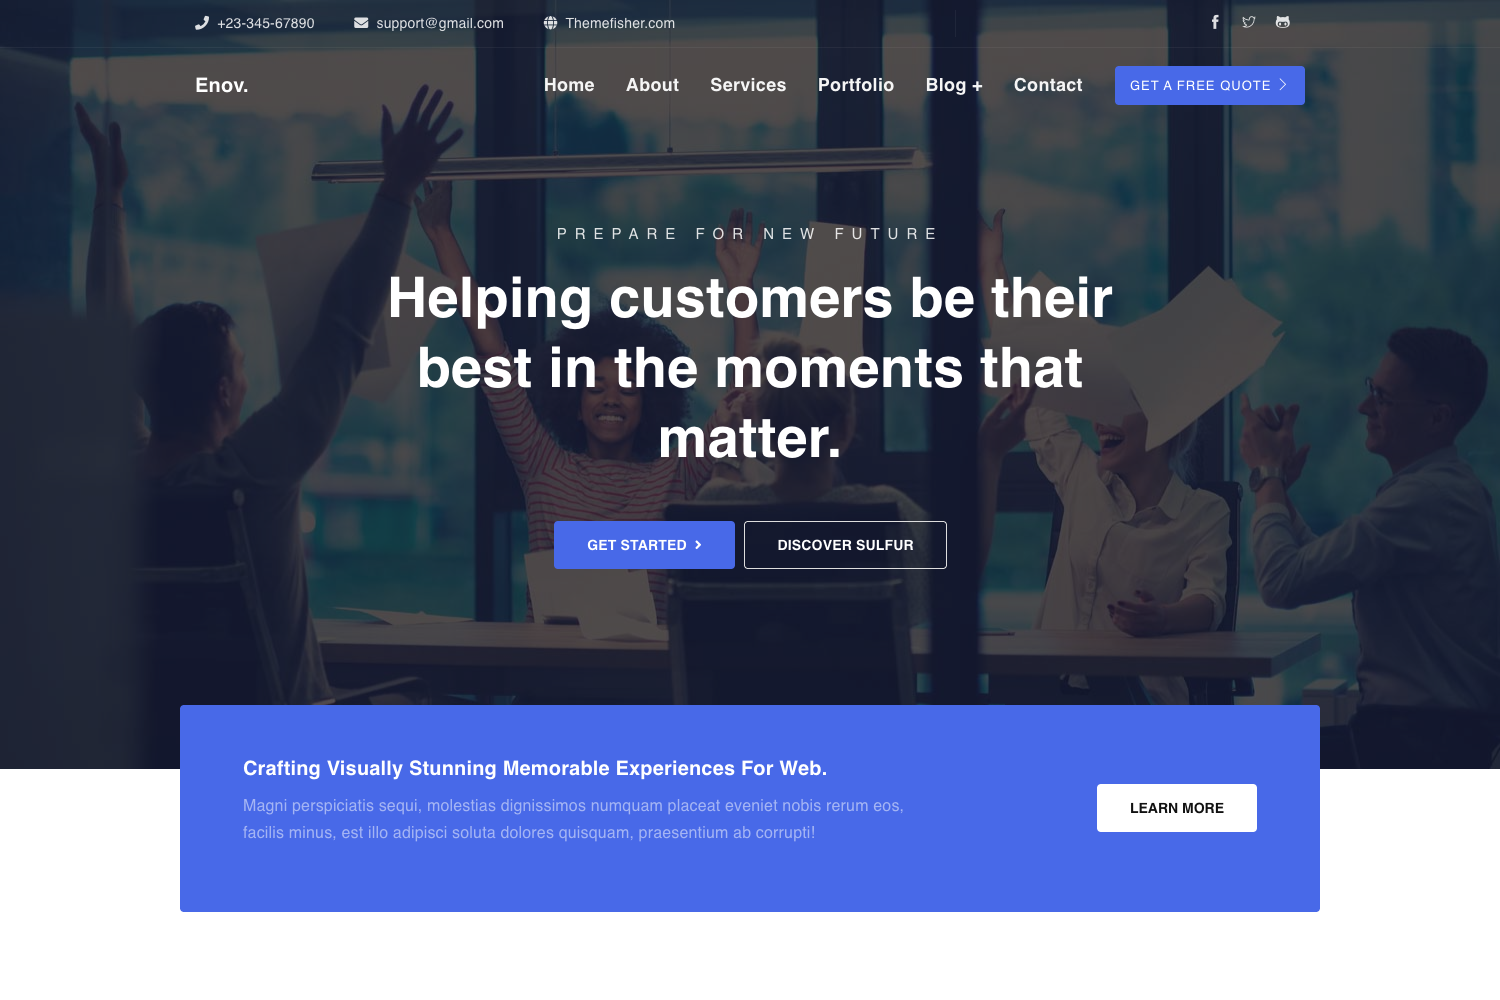 +23-345-67890
support@gmail.com
Themefisher.com
Enov.
Home
About
Services
Portfolio
Blog +
Contact
GET A FREE QUOTE
PREPARE FOR NEW FUTURE
Helping customers be their
best in the moments that
matter.
GET STARTED
DISCOVER SULFUR
Crafting Visually Stunning Memorable Experiences For Web.
Magni perspiciatis sequi, molestias dignissimos numquam placeat eveniet nobis rerum eos,
facilis minus, est illo adipisci soluta dolores quisquam, praesentium ab corrupti!
LEARN MORE